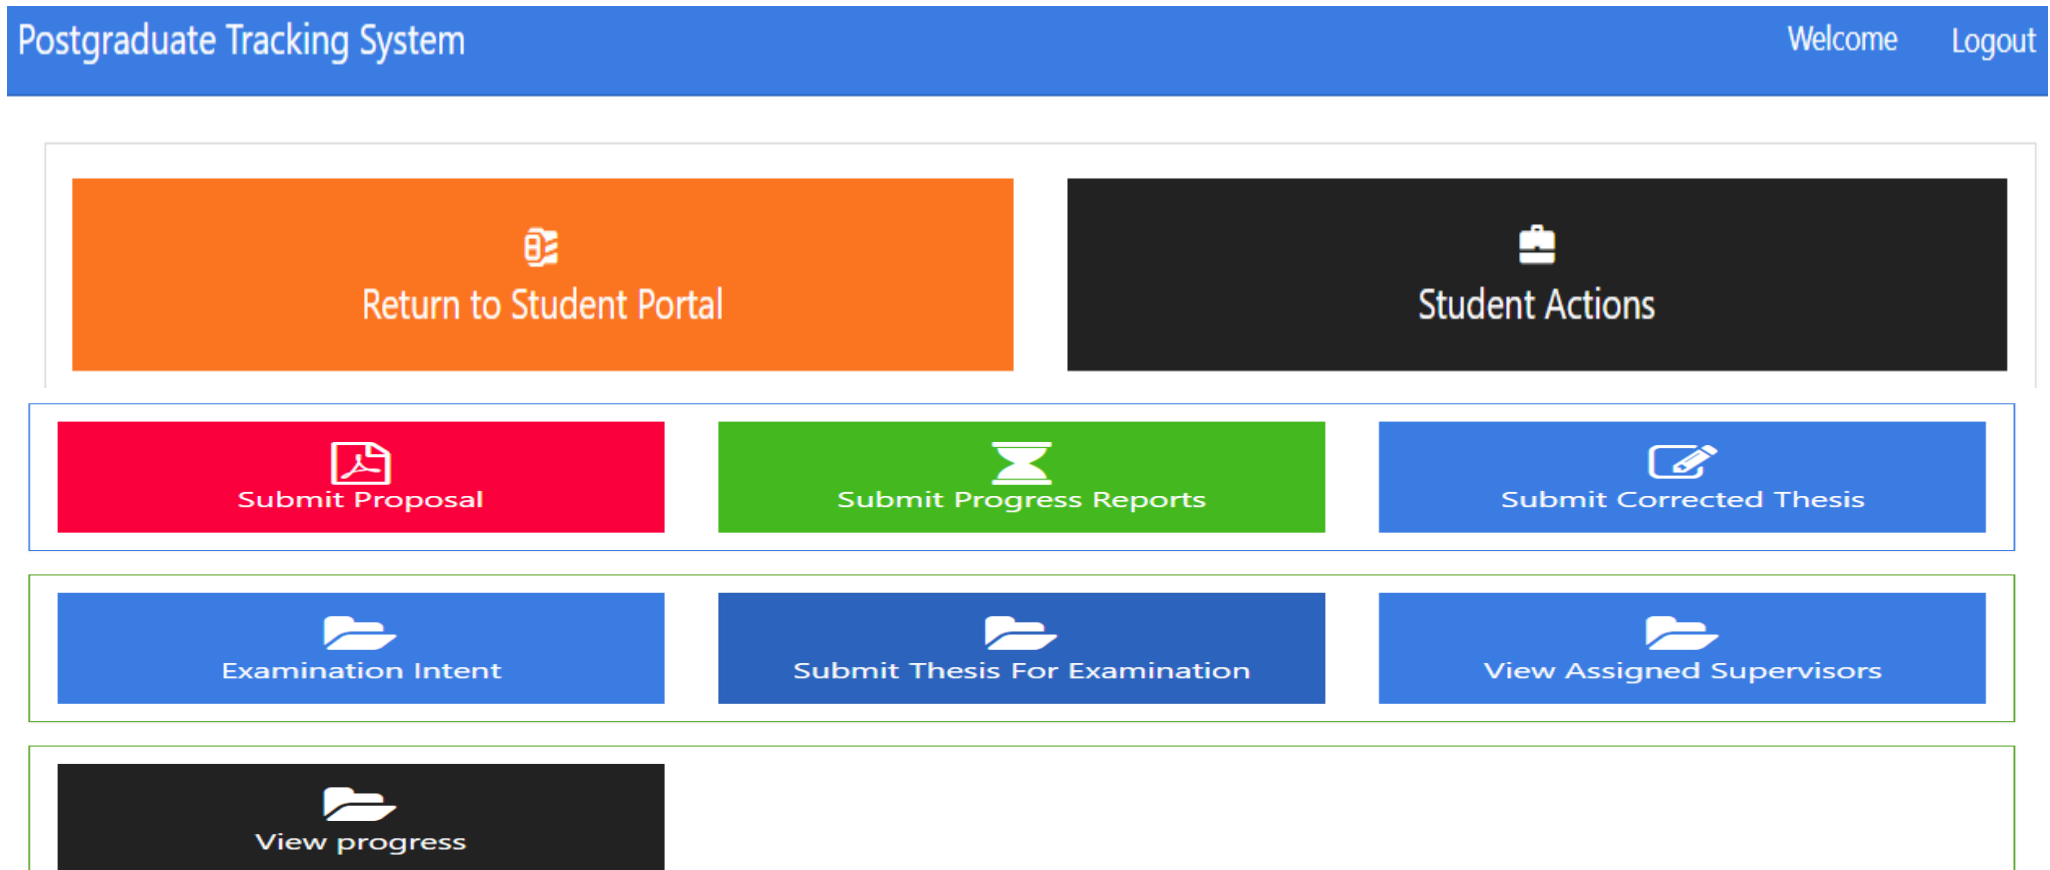 Postgraduate Tracking System
Welcome
Logout
Return to Student Portal
Student Actions
Submit Proposal
Submit Progress Reports
Submit Corrected Thesis
Examination Intent
Submit Thesis For Examination
View Assigned Supervisors
View progress